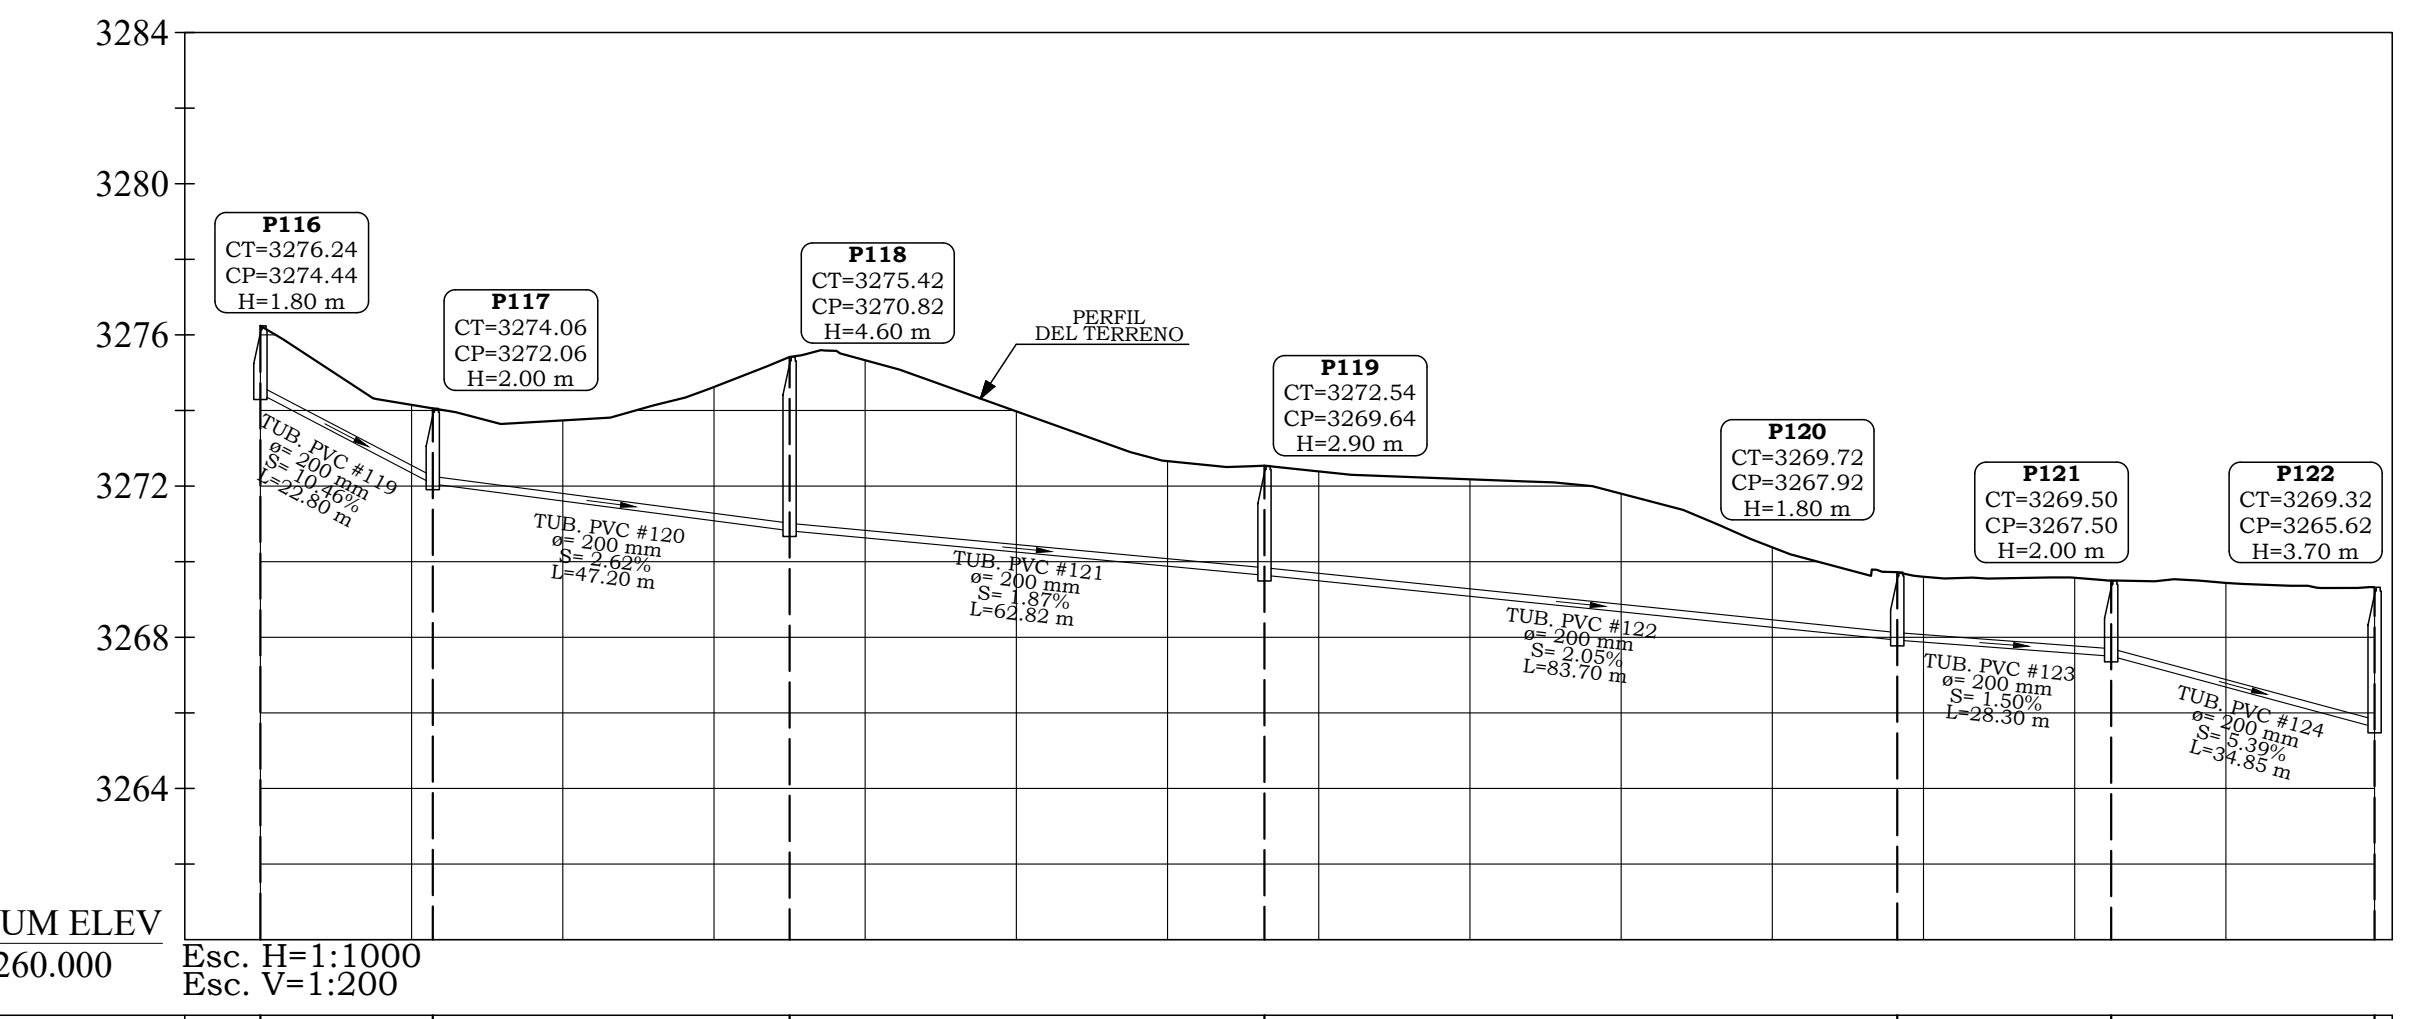 3284
3280
3276
3272
3268
3264
P116
CT=3276.24
CP=3274.44
H=1.80 m
P117
CT=3274.06
CP=3272.06
H=2.00 m
P118
CT=3275.42
CP=3270.82
H=4.60 m
PERFIL
DEL TERRENO
P119
CT=3272.54
CP=3269.64
H=2.90 m
P120
CT=3269.72
CP=3267.92
H=1.80 m
P121
CT=3269.50
CP=3267.50
H=2.00 m
P122
CT=3269.32
CP=3265.62
H=3.70 m
TUB. PVC #119
ø= 200 mm
S= 10.46%
L=22.80 m
TUB. PVC #120
ø= 200 mm
S= 2.62%
L=47.20 m
TUB. PVC #121
ø= 200 mm
S= 1.87%
L=62.82 m
TUB. PVC #122
ø= 200 mm
S= 2.05%
L=83.70 m
TUB. PVC #123
ø= 200 mm
S= 1.50%
L=28.30 m
TUB. PVC #124
ø= 200 mm
S= 5.39%
L=34.85 m
UM ELEV
260.000
Esc. H=1:1000
Esc. V=1:200